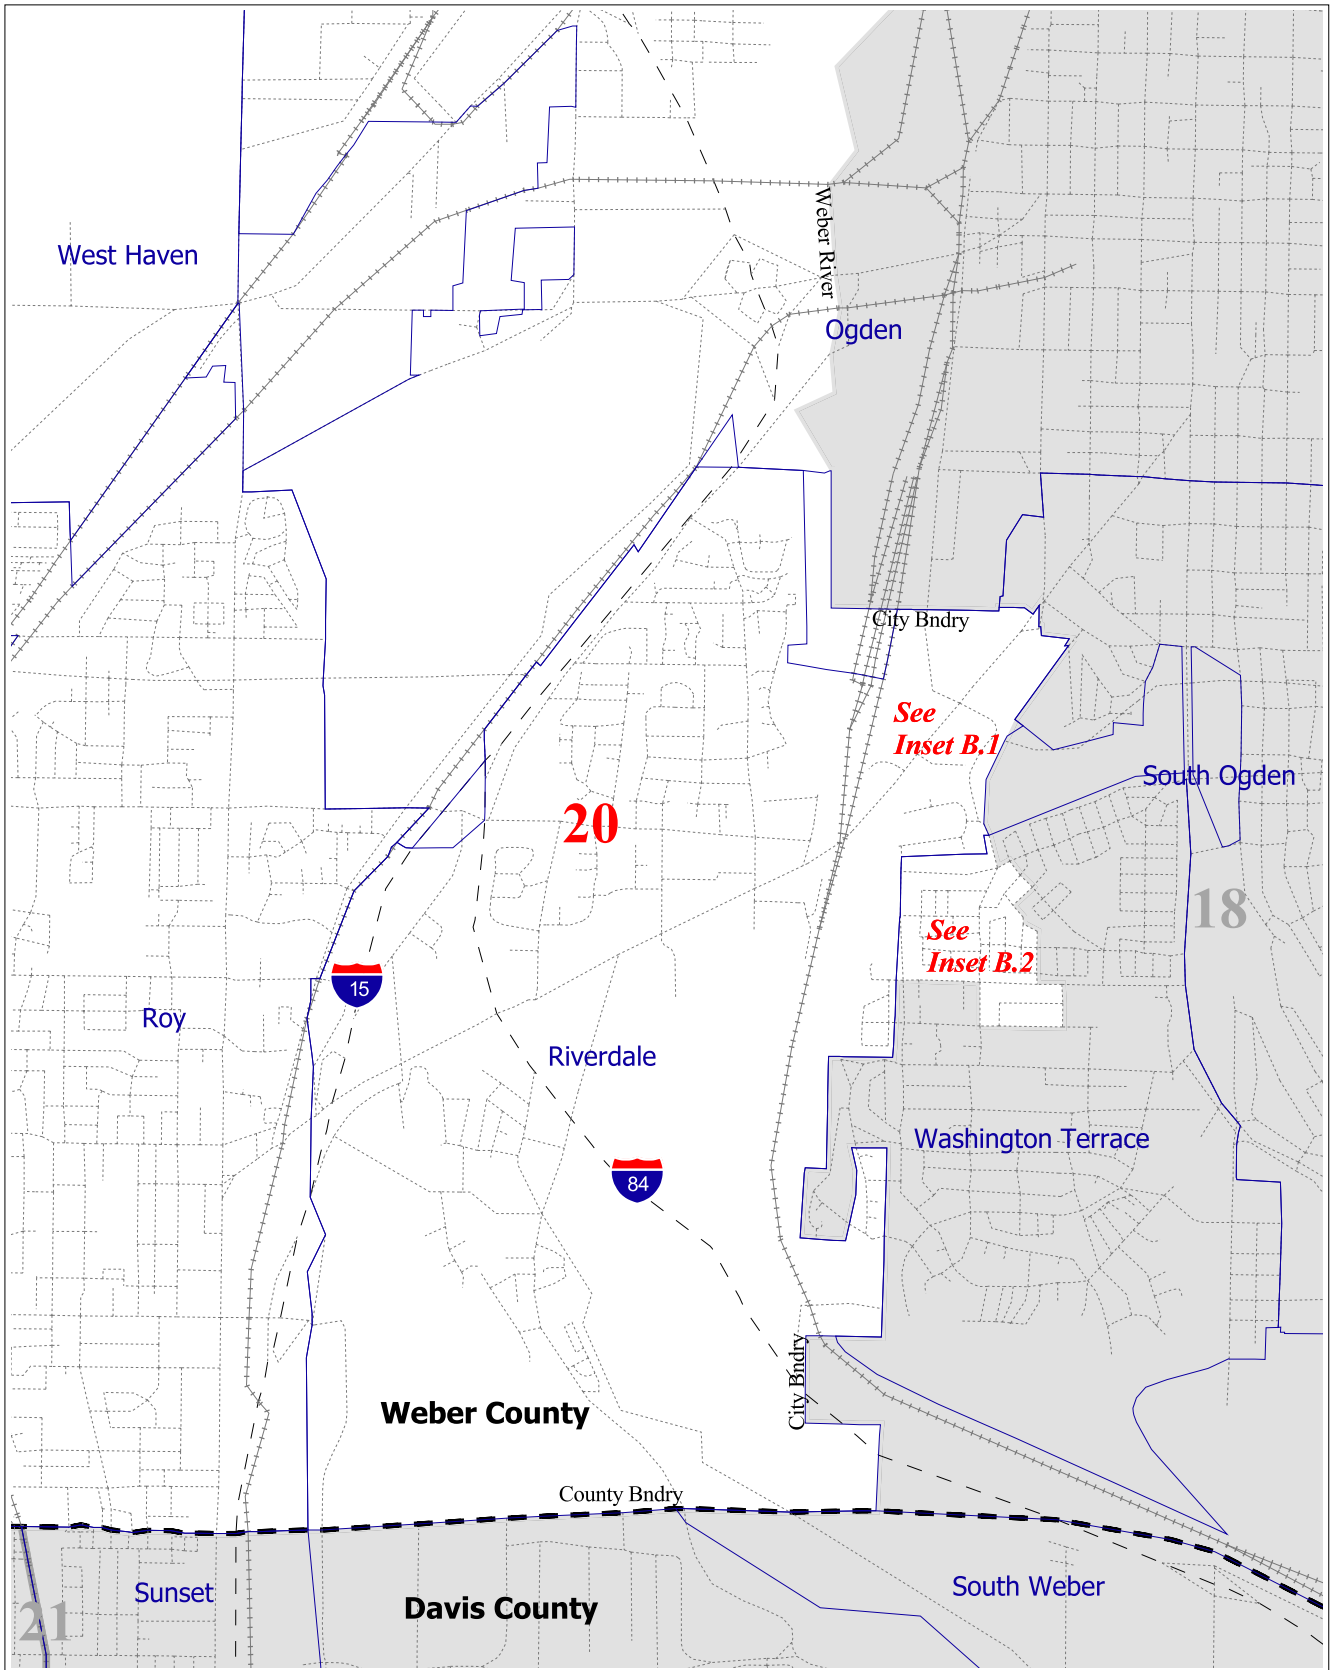 West Haven
Weber River
Ogden
City Bndry
See
Inset B.1
South Ogden
20
18
See
Inset B.2
15
Roy
Riverdale
Washington Terrace
84
City Bndry
Weber County
County Bndry
Sunset
South Weber
Davis County
21